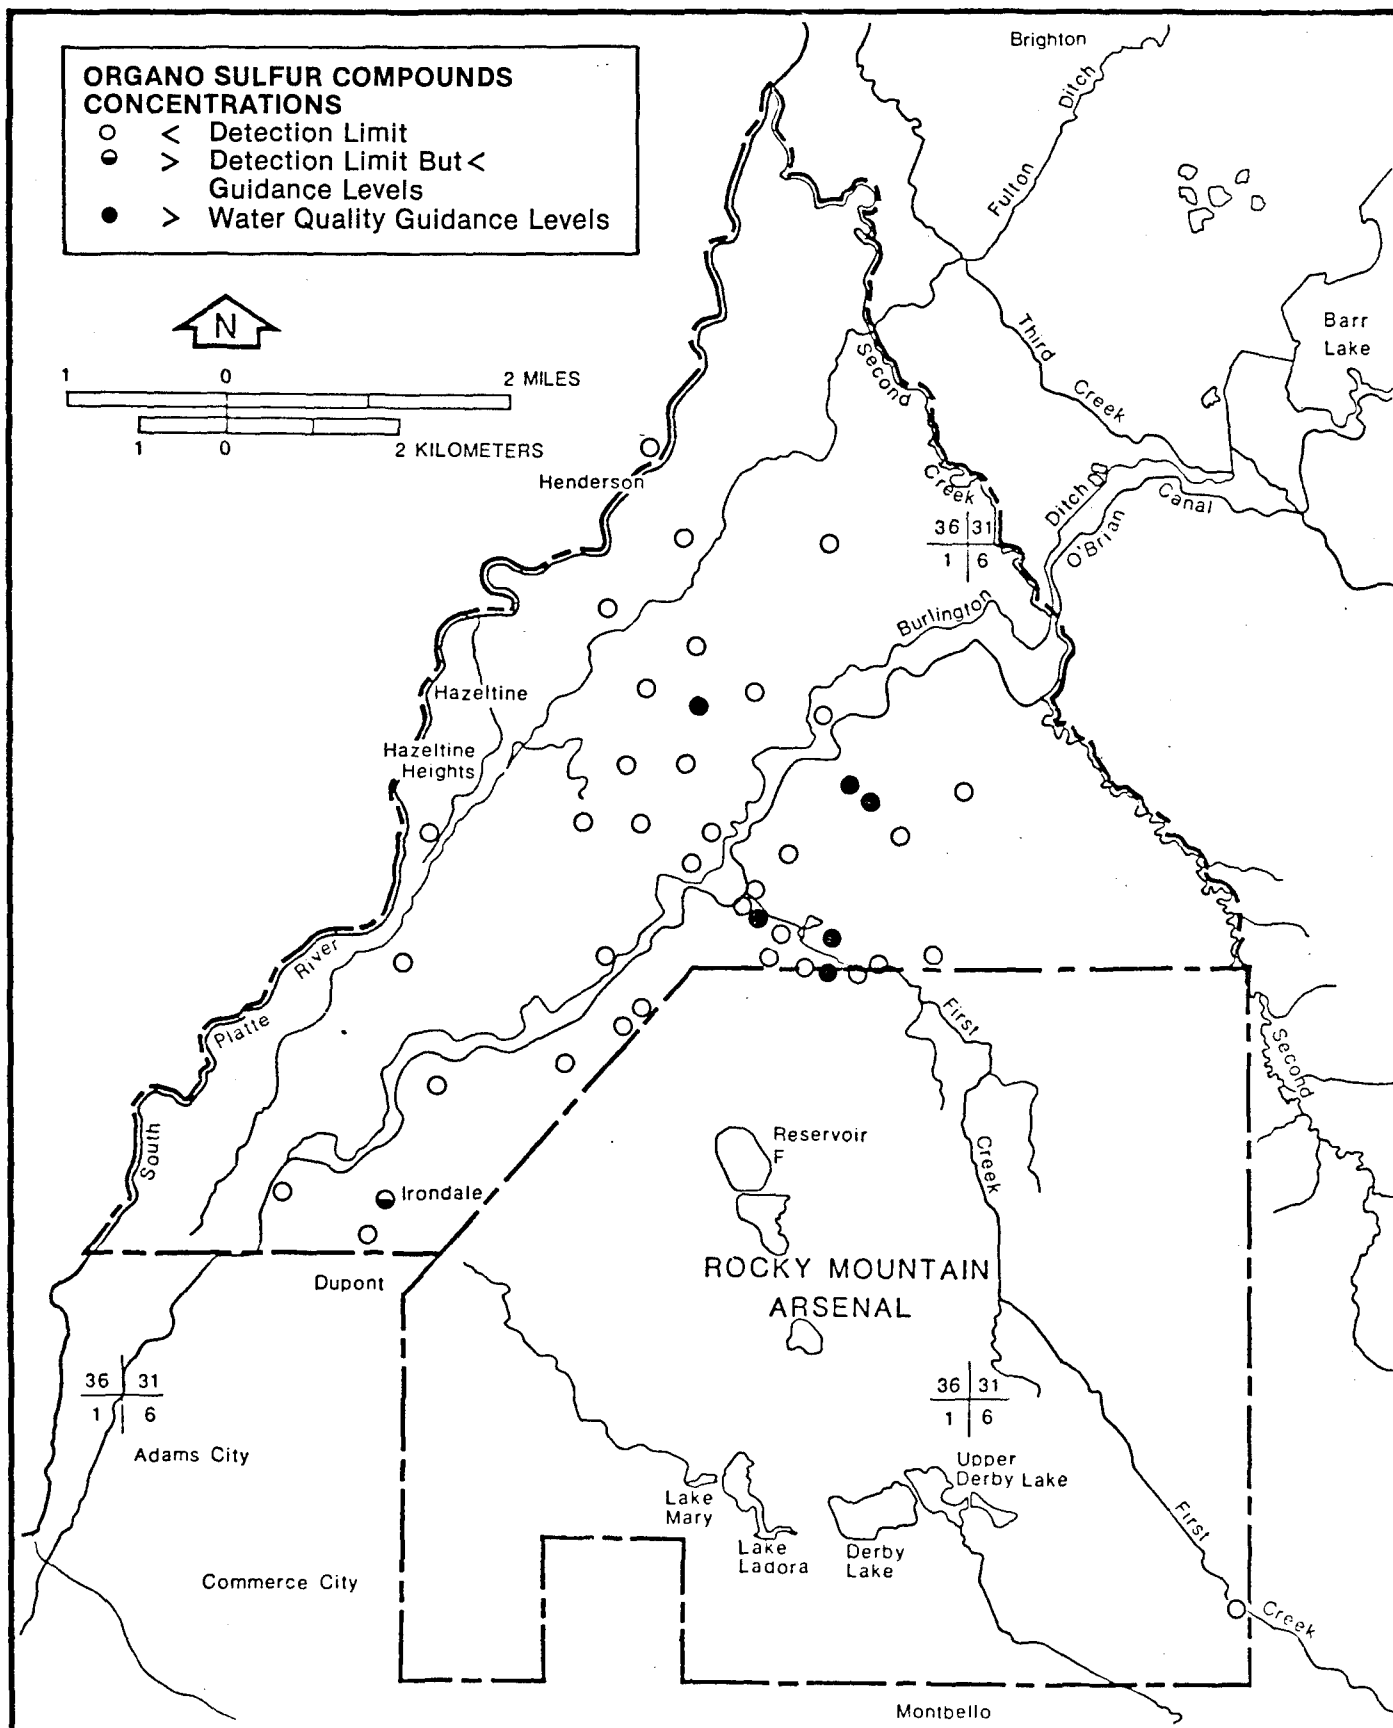 ORGANO SULFUR COMPOUNDS
CONCENTRATIONS
< Detection Limit
> Detection Limit But <
Guidance Levels
> Water Quality Guidance Levels
N
1 0 2 MILES
1 0 2 KILOMETERS
Brighton
Fulton Ditch
Barr
Lake
Third Creek
Second Creek
Henderson
36 31
1 6
Ditch
O'Brian Canal
Burlington
Hazeltine
Hazeltine
Heights
South Platte River
First Creek
Second
Reservoir
F
Irondale
ROCKY MOUNTAIN
ARSENAL
Dupont
36 31
1 6
36 31
1 6
Adams City
Upper
Derby Lake
Lake
Mary
Lake
Ladora
Derby
Lake
First Creek
Commerce City
Montbello